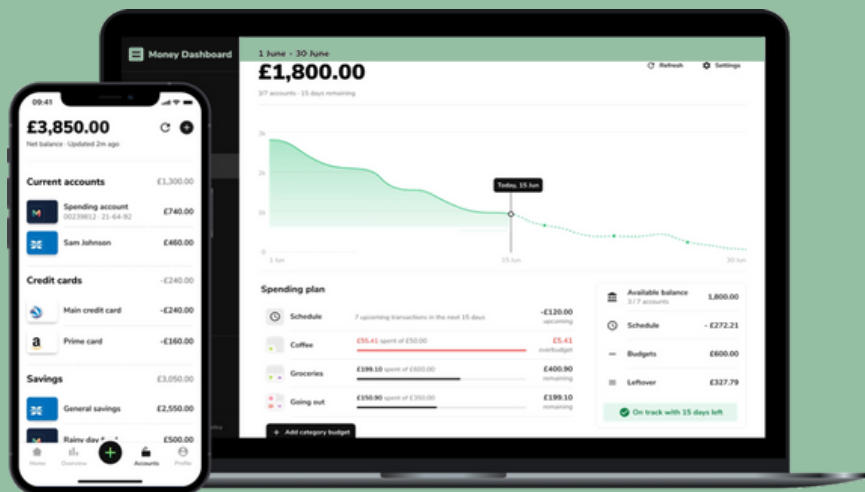 Money Dashboard
1 June - 30 June
£1,800.00
3/7 accounts · 15 days remaining
Refresh
Settings
3k
2k
1k
0
Today, 15 Jun
1 Jun
15 Jun
30 Jun
Spending plan
Schedule
7 upcoming transactions in the next 15 days
-£120.00
upcoming
Coffee
£55.41 spent of £50.00
£5.41
overbudget
Groceries
£199.10 spent of £600.00
£400.90
remaining
Going out
£150.90 spent of £350.00
£199.10
remaining
+ Add category budget
Available balance
3/7 accounts
1,800.00
Schedule
- £272.21
Budgets
£600.00
Leftover
£327.79
On track with 15 days left
09:41
£3,850.00
Net balance · Updated 2m ago
Current accounts
£1,300.00
Spending account
00239812 · 21-64-92
£740.00
Sam Johnson
£460.00
Credit cards
-£240.00
Main credit card
-£240.00
a
Prime card
-£160.00
Savings
£3,050.00
General savings
£2,550.00
Rainy day
£500.00
Home
Overview
Accounts
Profile